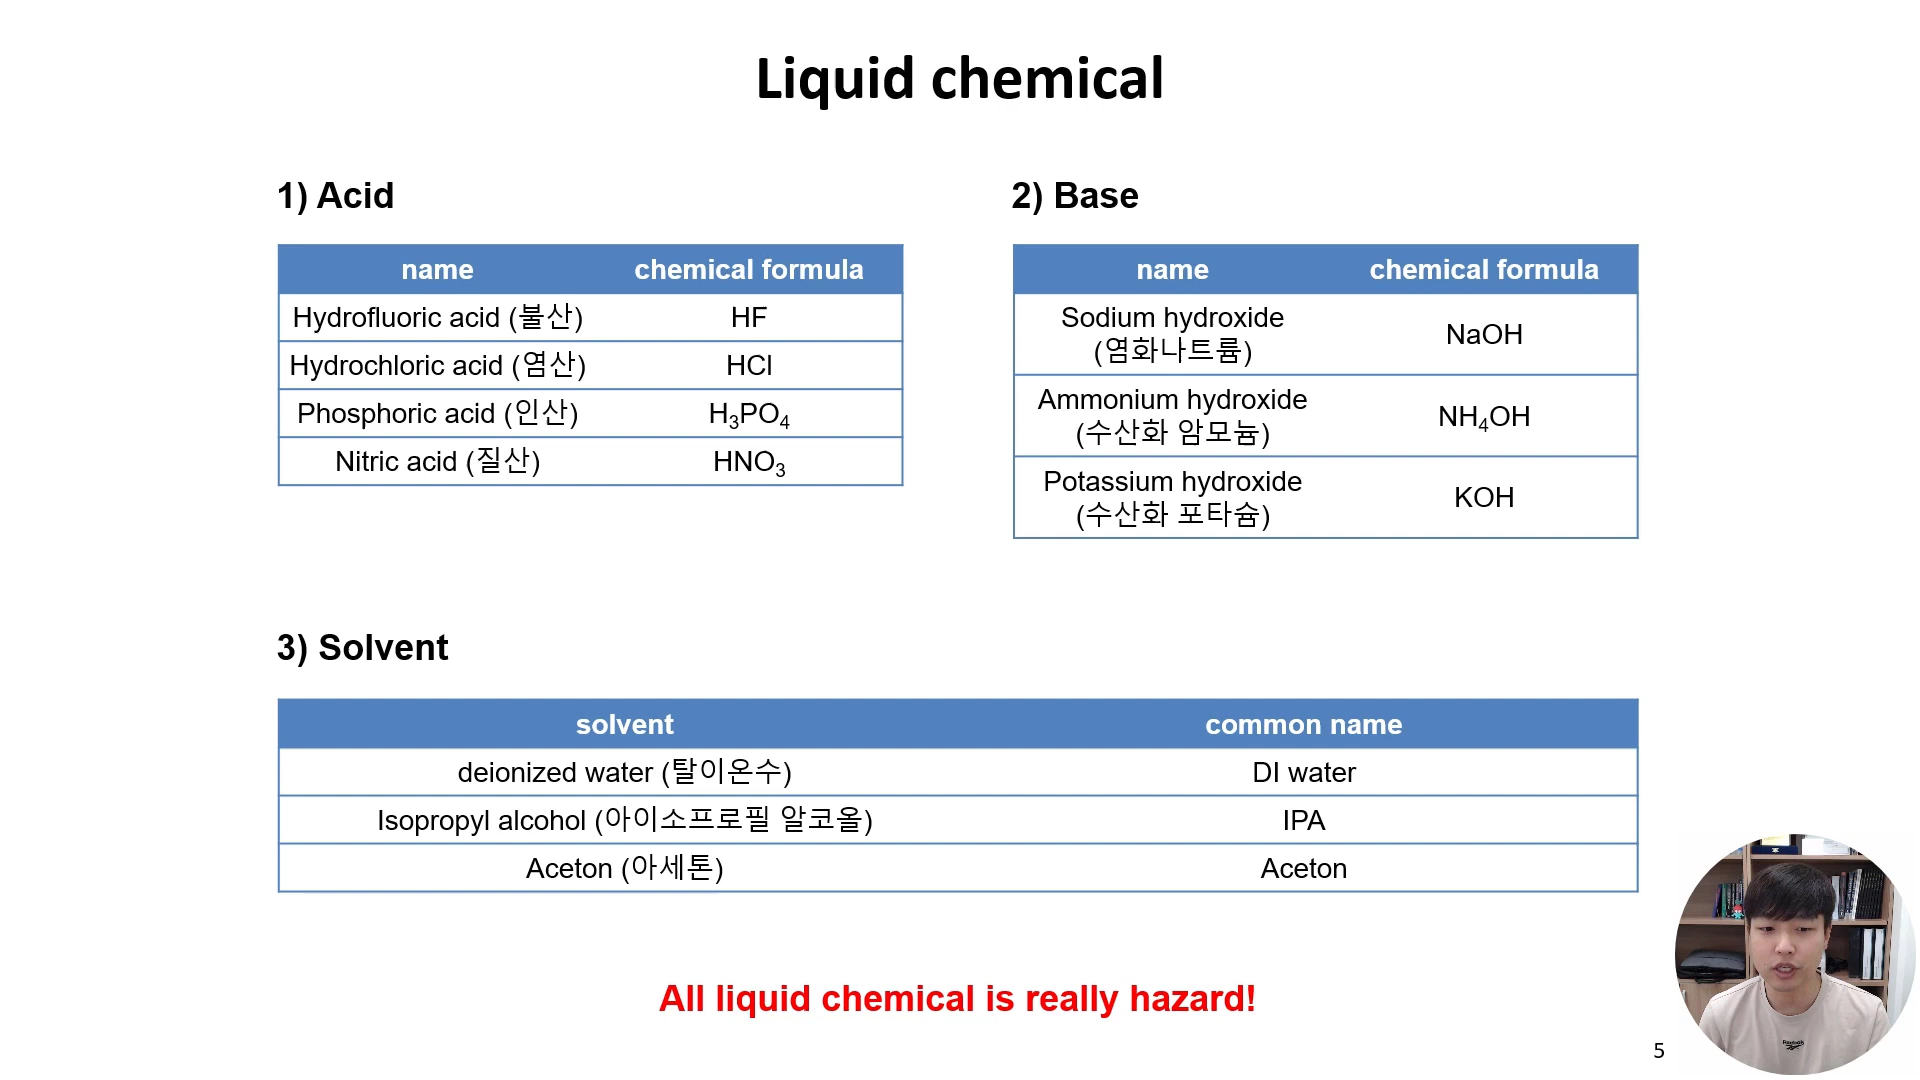 Liquid chemical
1) Acid
name chemical formula
Hydrofluoric acid (불산) HF
Hydrochloric acid (염산) HCl
Phosphoric acid (인산) H₃PO₄
Nitric acid (질산) HNO₃
2) Base
name chemical formula
Sodium hydroxide
(염화나트륨) NaOH
Ammonium hydroxide
(수산화 암모늄) NH₄OH
Potassium hydroxide
(수산화 포타슘) KOH
3) Solvent
solvent common name
deionized water (탈이온수) DI water
Isopropyl alcohol (아이소프로필 알코올) IPA
Aceton (아세톤) Aceton
All liquid chemical is really hazard!
5
Reebok